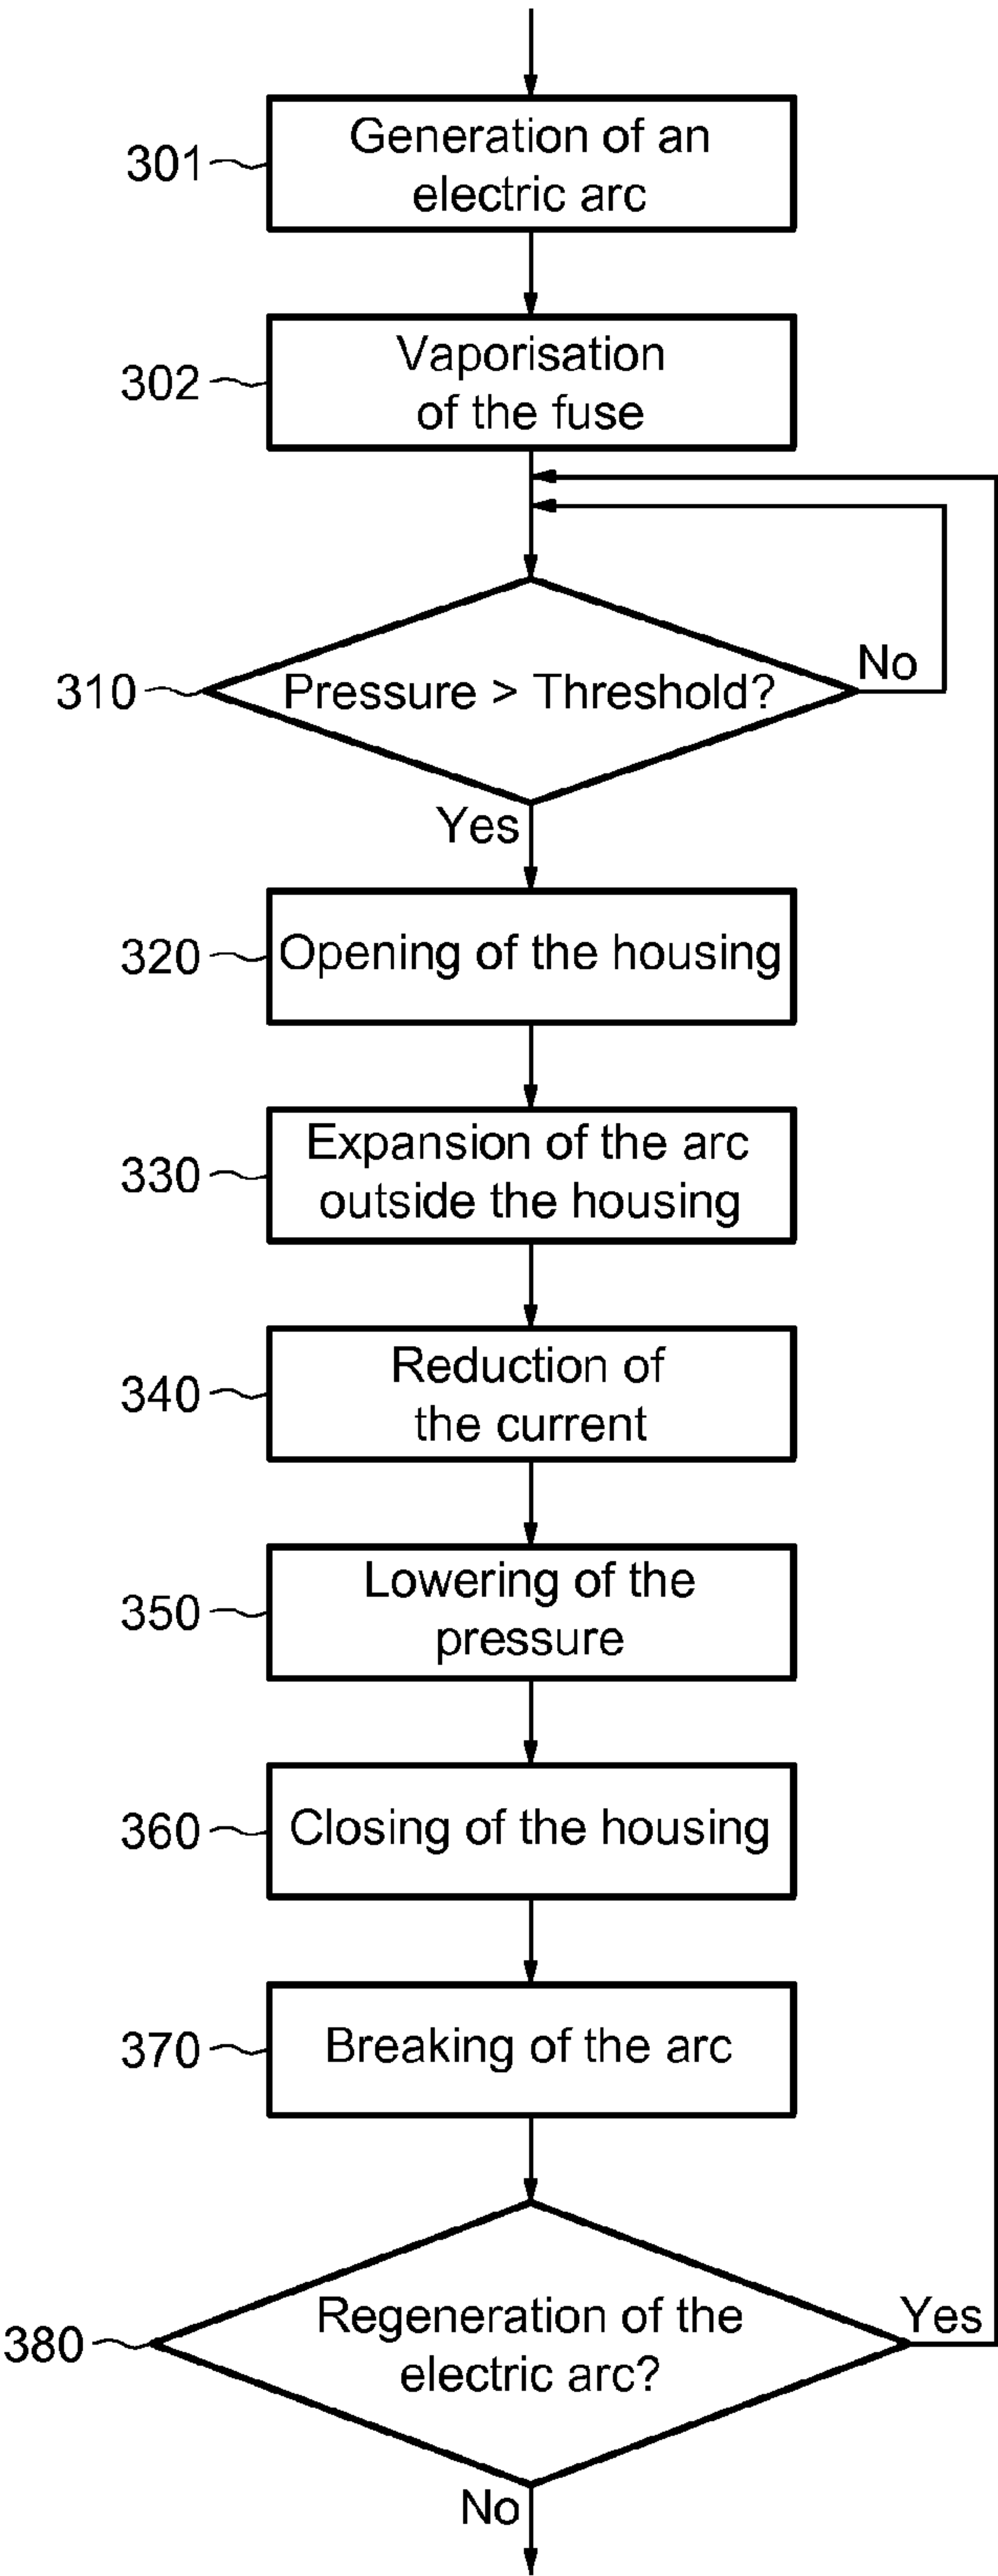 301
Generation of an
electric arc
302
Vaporisation
of the fuse
310
Pressure > Threshold?
No
Yes
320
Opening of the housing
330
Expansion of the arc
outside the housing
340
Reduction of
the current
350
Lowering of the
pressure
360
Closing of the housing
370
Breaking of the arc
380
Regeneration of the
electric arc?
Yes
No